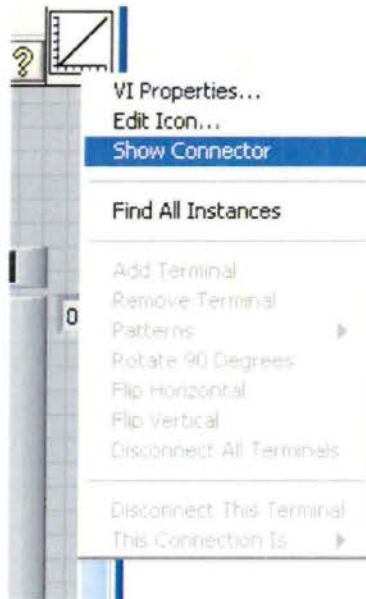 ?
VI Properties...
Edit Icon...
Show Connector
Find All Instances
Add Terminal
Remove Terminal
0
Patterns
Rotate 90 Degrees
Flip Horizontal
Flip Vertical
Disconnect All Terminals
Disconnect This Terminal
This Connection Is